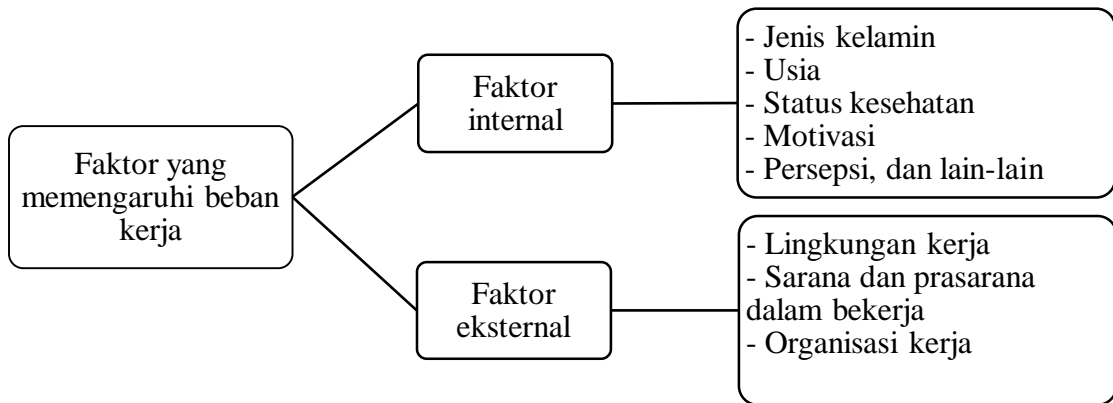 Faktor yang
memengaruhi beban
kerja
Faktor
internal
- Jenis kelamin
- Usia
- Status kesehatan
- Motivasi
- Persepsi, dan lain-lain
Faktor
eksternal
- Lingkungan kerja
- Sarana dan prasarana
dalam bekerja
- Organisasi kerja